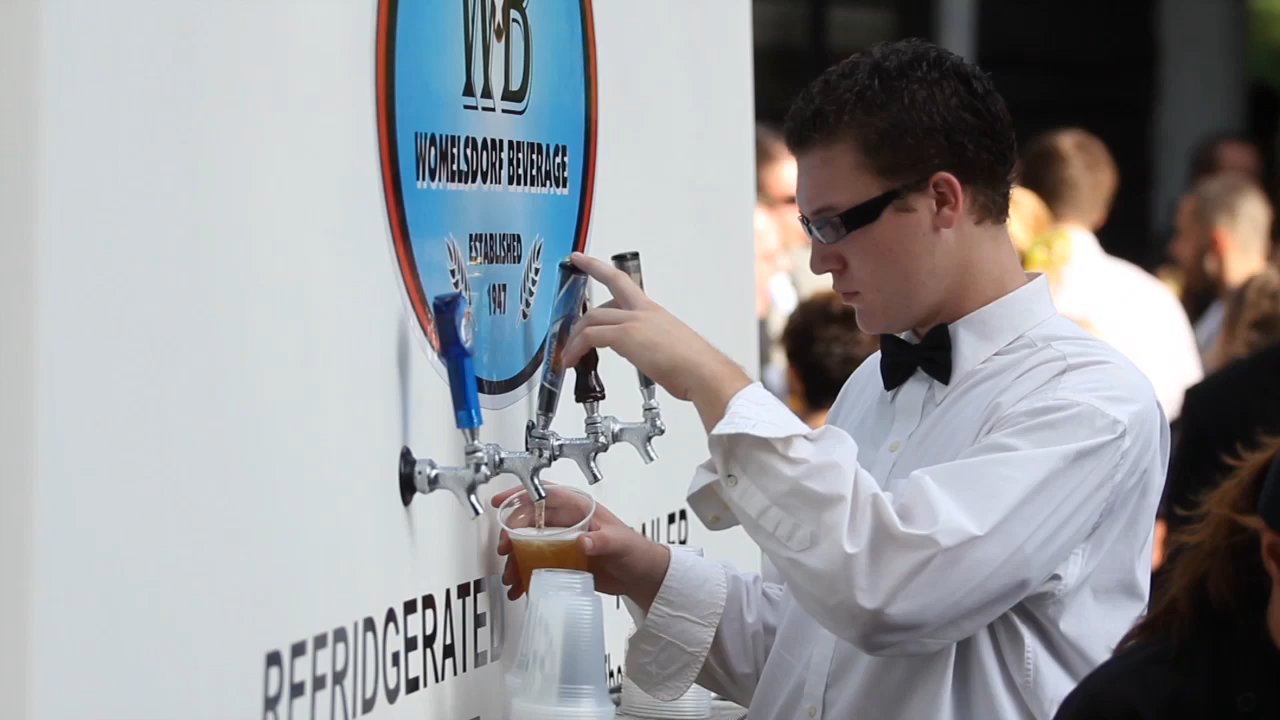 WB
WOMELSDORF BEVERAGE
ESTABLISHED
1947
REFRIDGERATED